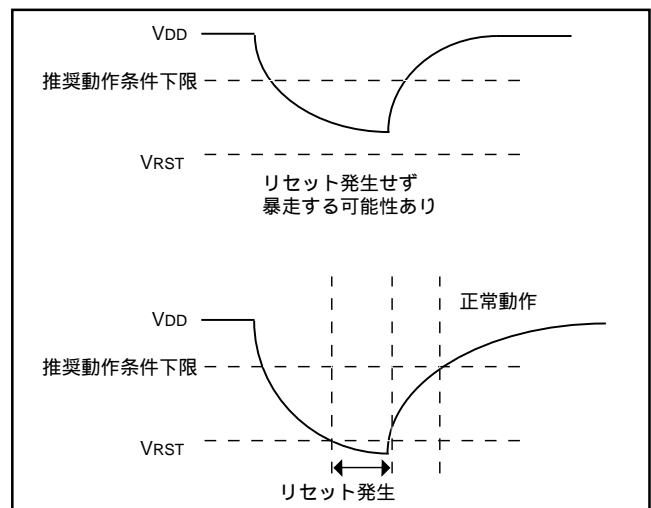 VDD
推奨動作条件下限
VRST
リセット発生せず
暴走する可能性あり
正常動作
VDD
推奨動作条件下限
VRST
リセット発生